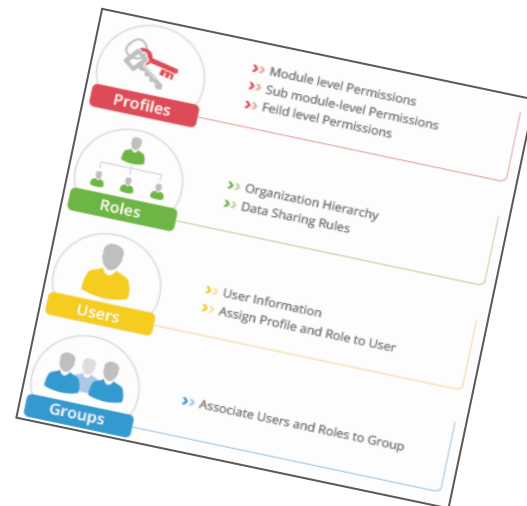 Profiles
Module level Permissions
Sub module-level Permissions
Feild level Permissions
Roles
Organization Hierarchy
Data Sharing Rules
Users
User Information
Assign Profile and Role to User
Groups
Associate Users and Roles to Group